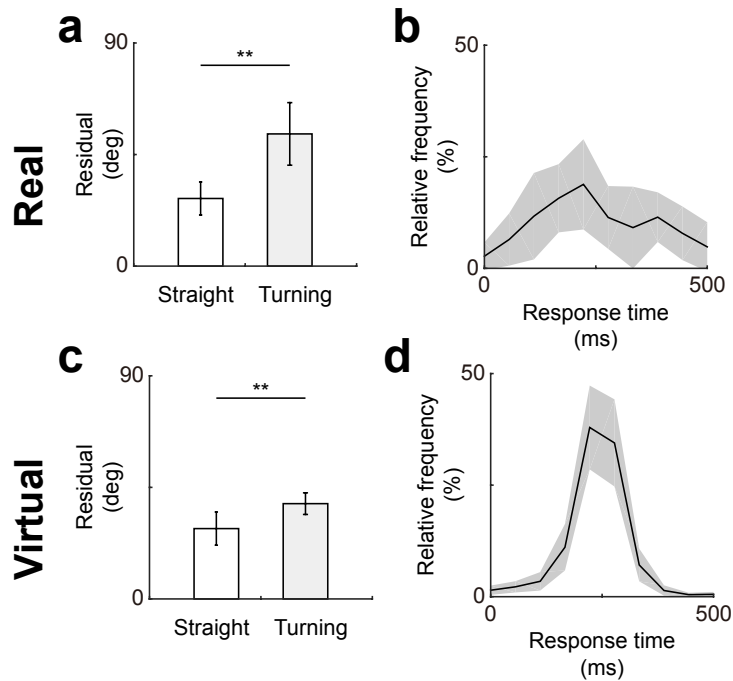 a
90
**
Residual
(deg)
0
Straight
Turning
Real
b
50
Relative frequency
(%)
0
0
500
Response time
(ms)
c
90
**
Residual
(deg)
0
Straight
Turning
Virtual
d
50
Relative frequency
(%)
0
0
500
Response time
(ms)